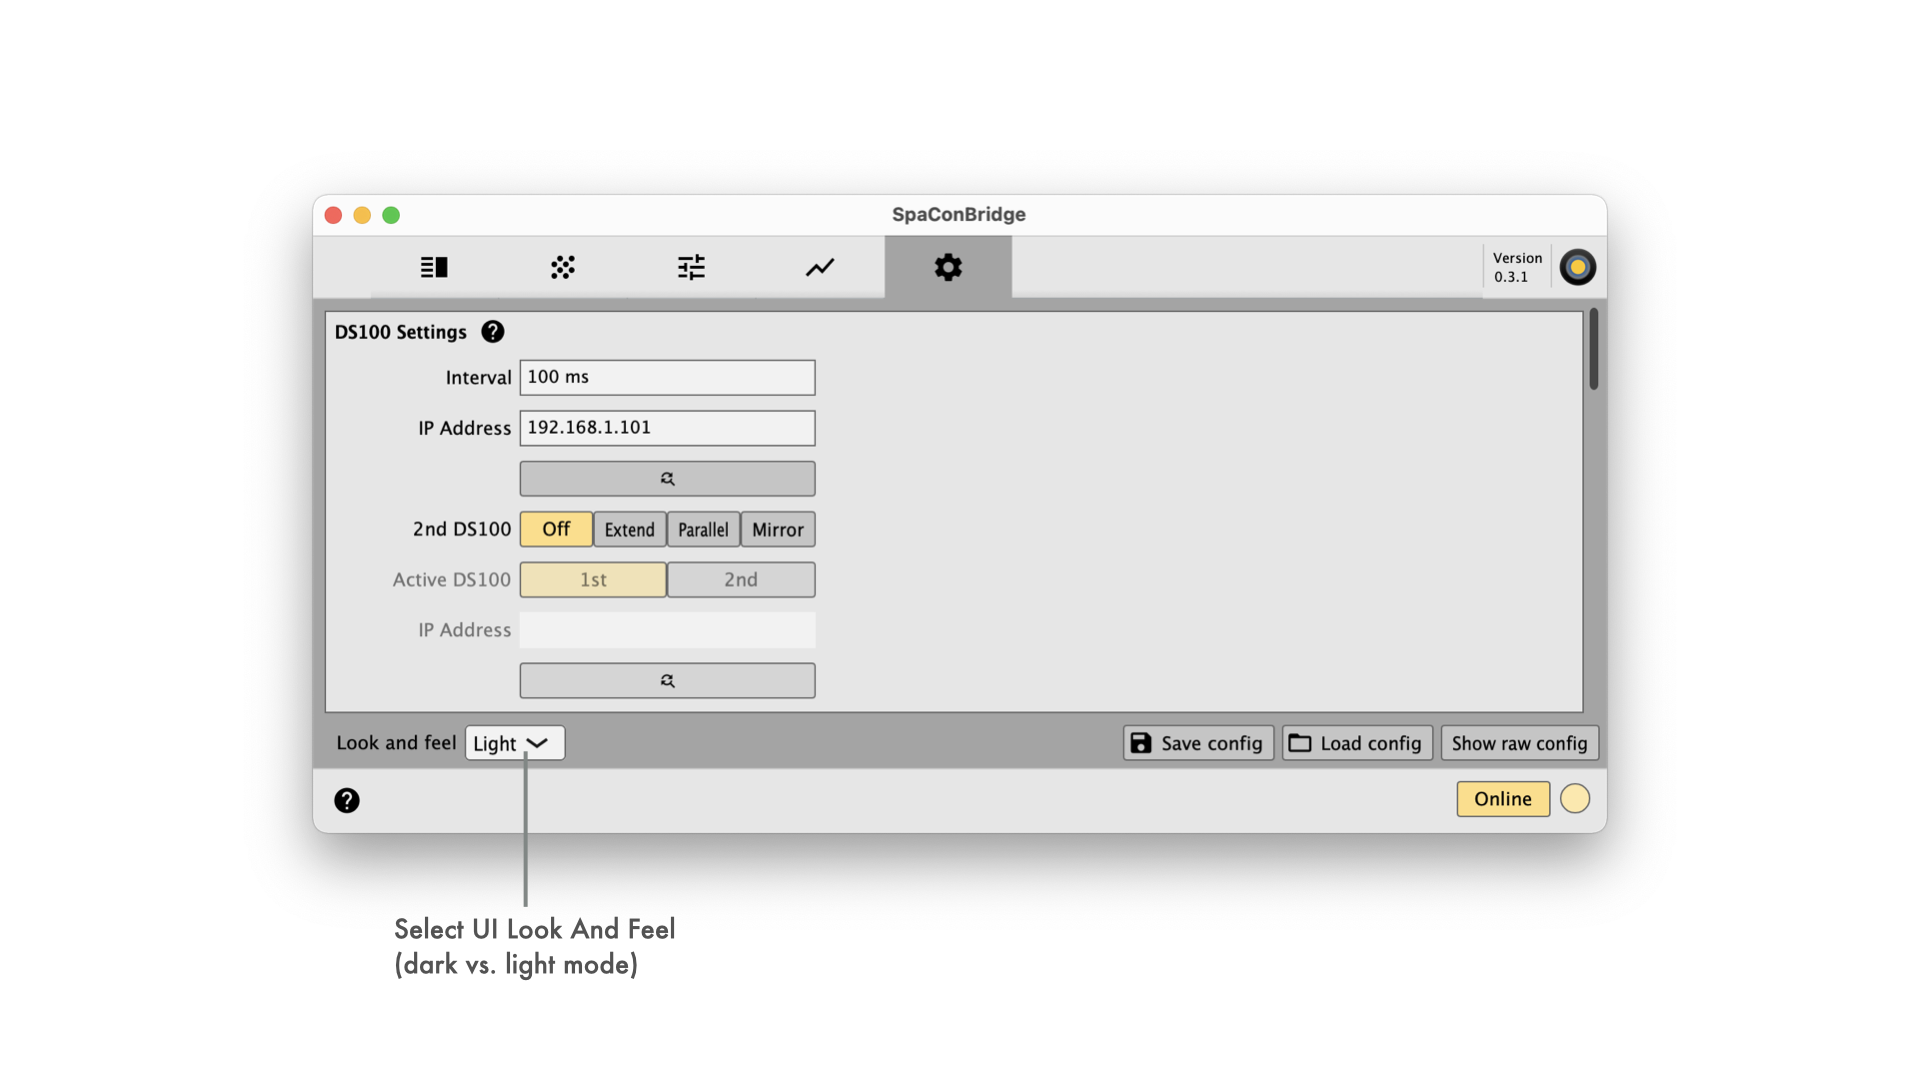 SpaConBridge
Version
0.3.1
DS100 Settings ?
Interval 100 ms
IP Address 192.168.1.101
2nd DS100 Off Extend Parallel Mirror
Active DS100 1st 2nd
IP Address
Look and feel Light Save config Load config Show raw config
? Online
Select UI Look And Feel
(dark vs. light mode)